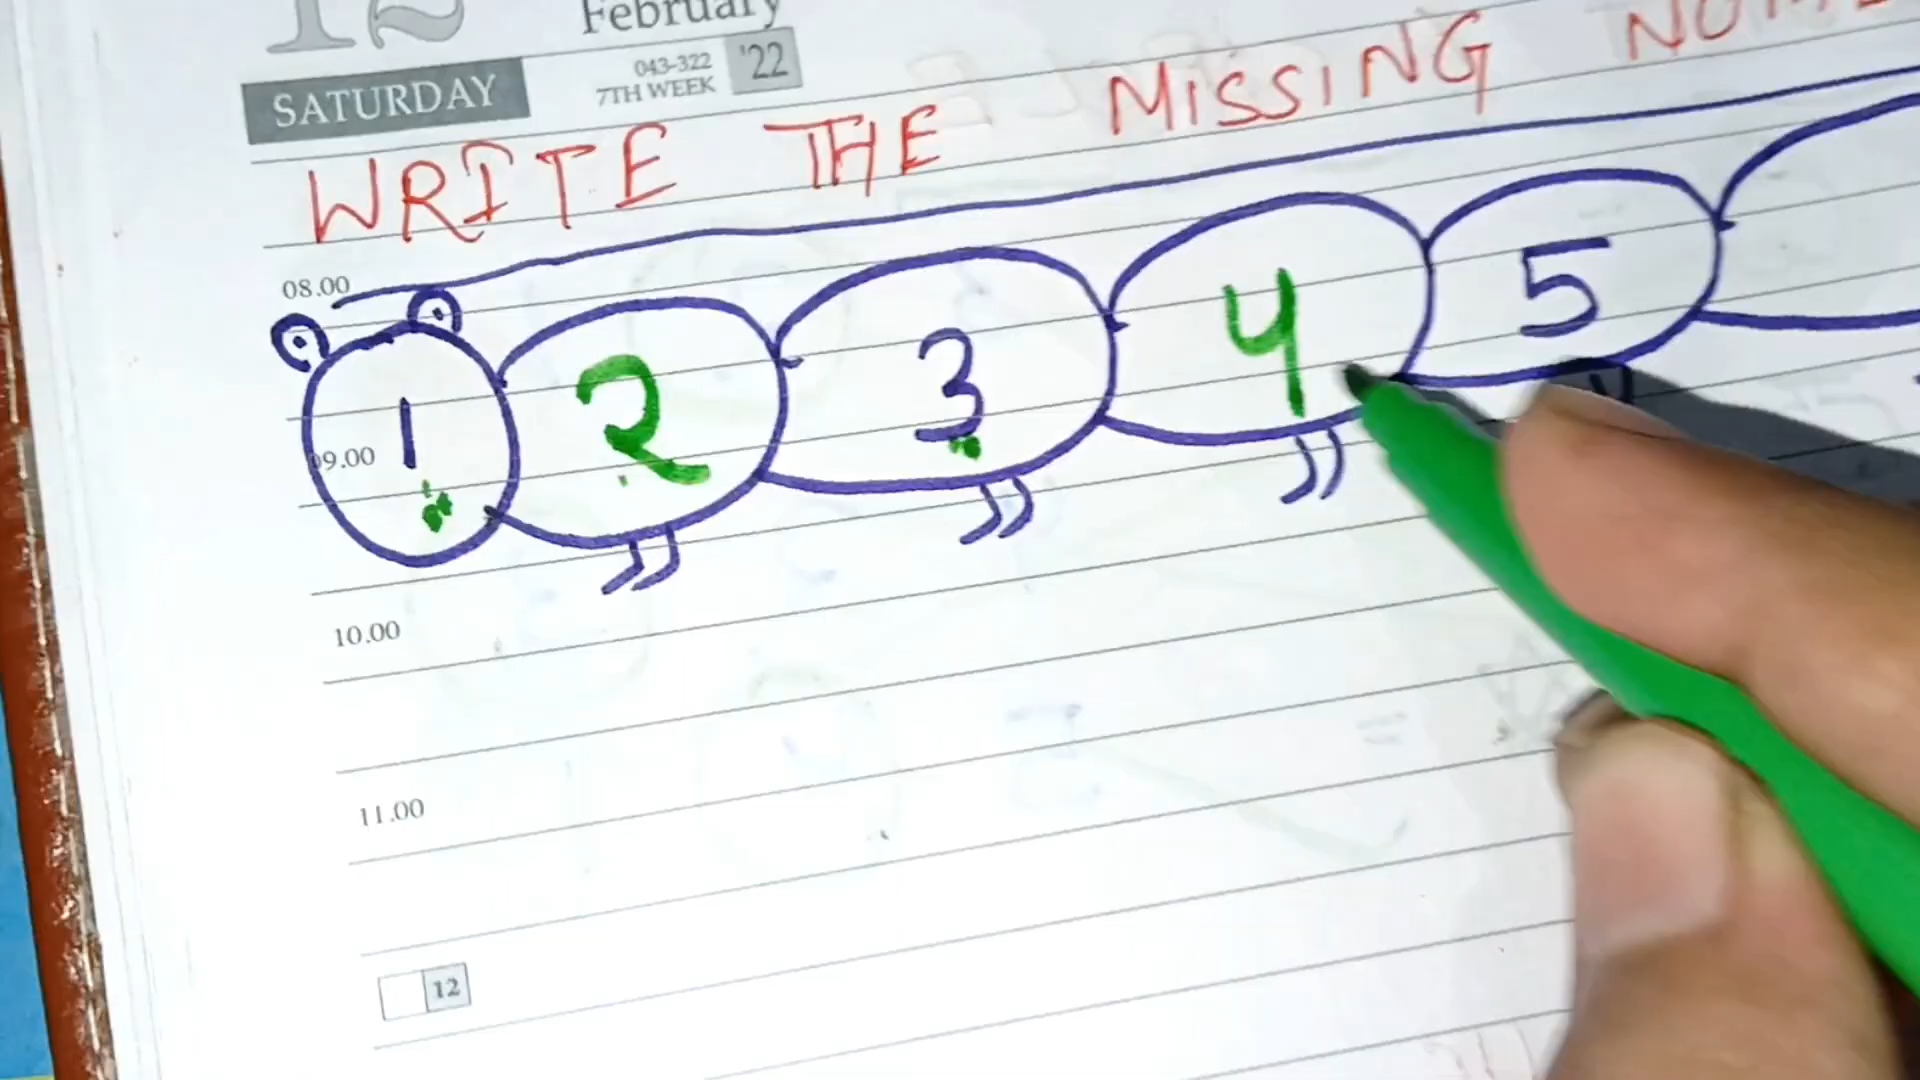 12 February
SATURDAY 043-322 '22
7TH WEEK
WRITE THE MISSING
08.00
1 2 3 4 5
09.00
10.00
11.00
12